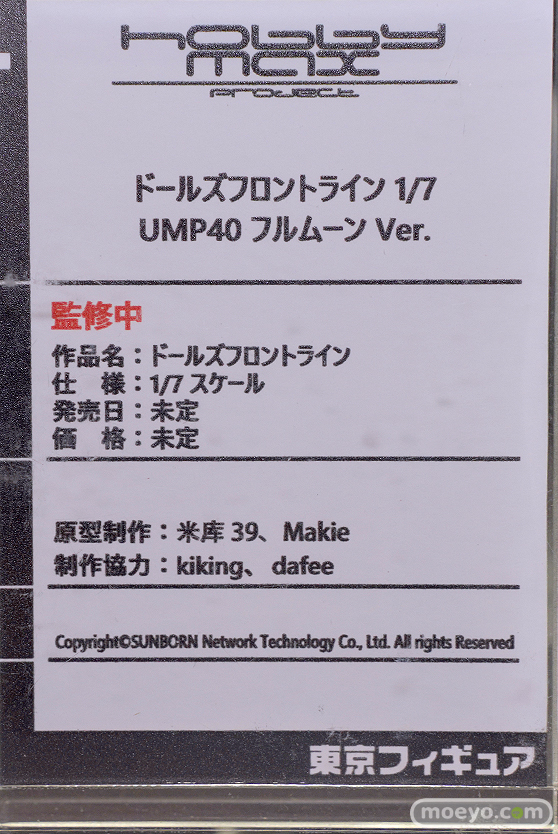 hobby
max
project
ドールズフロントライン 1/7
UMP40 フルムーン Ver.
監修中
作品名：ドールズフロントライン
仕　様：1/7 スケール
発売日：未定
価　格：未定
原型制作：米库 39、Makie
制作協力：kiking、dafee
Copyright©SUNBORN Network Technology Co., Ltd. All rights Reserved
東京フィギュア
moeyo.com